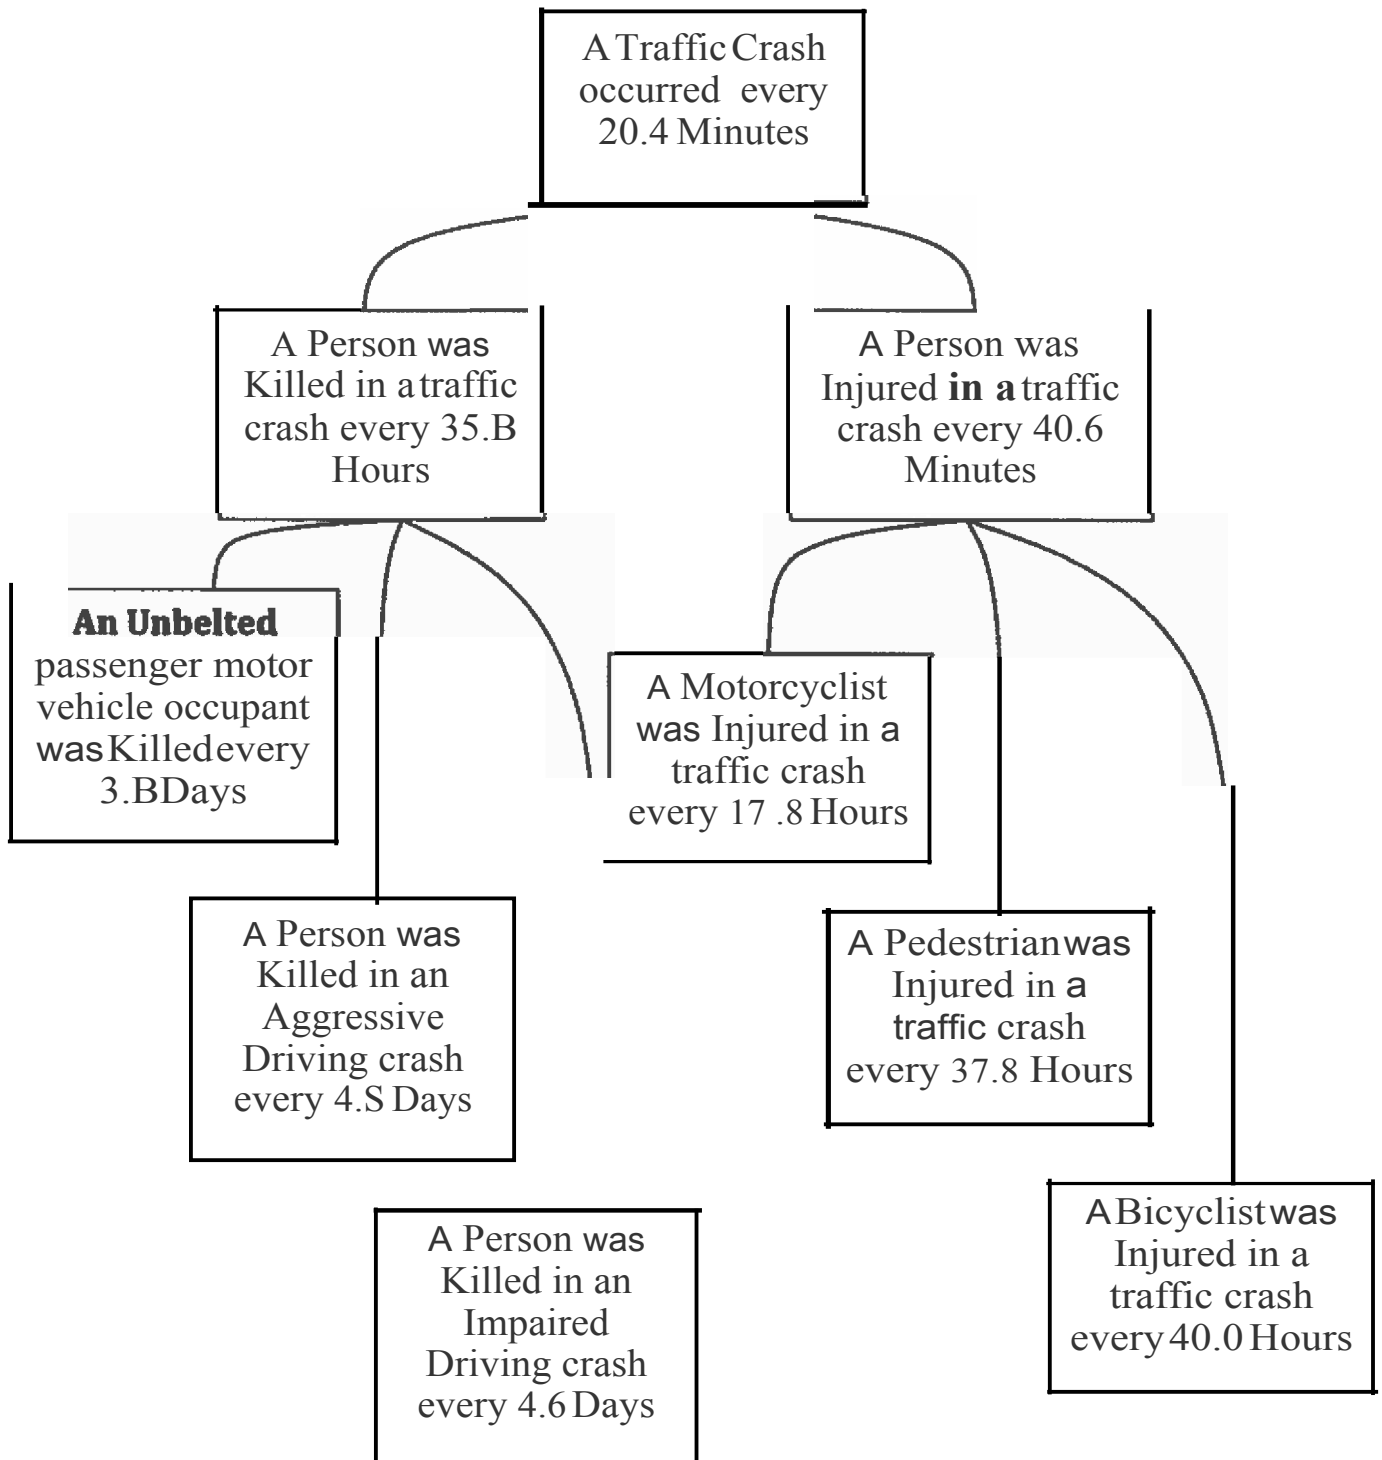 A Traffic Crash
occurred every
20.4 Minutes
A Person was
Killed in a traffic
crash every 35.B
Hours
A Person was
Injured in a traffic
crash every 40.6
Minutes
An Unbelted
passenger motor
vehicle occupant
was Killed every
3.B Days
A Motorcyclist
was Injured in a
traffic crash
every 17 .8 Hours
A Person was
Killed in an
Aggressive
Driving crash
every 4.S Days
A Pedestrian was
Injured in a
traffic crash
every 37.8 Hours
A Person was
Killed in an
Impaired
Driving crash
every 4.6 Days
A Bicyclist was
Injured in a
traffic crash
every 40.0 Hours